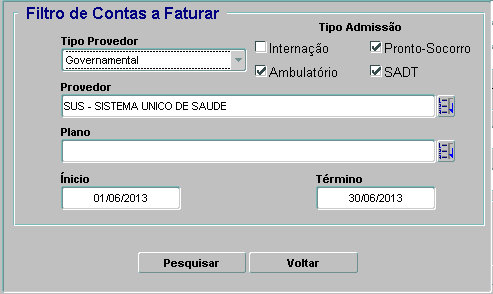 Filtro de Contas a Faturar
Tipo Admissão
Tipo Provedor
Internação
Pronto-Socorro
Governamental
Ambulatório
SADT
Provedor
SUS - SISTEMA UNICO DE SAUDE
Plano
Ínicio
Término
01/06/2013
30/06/2013
Pesquisar
Voltar